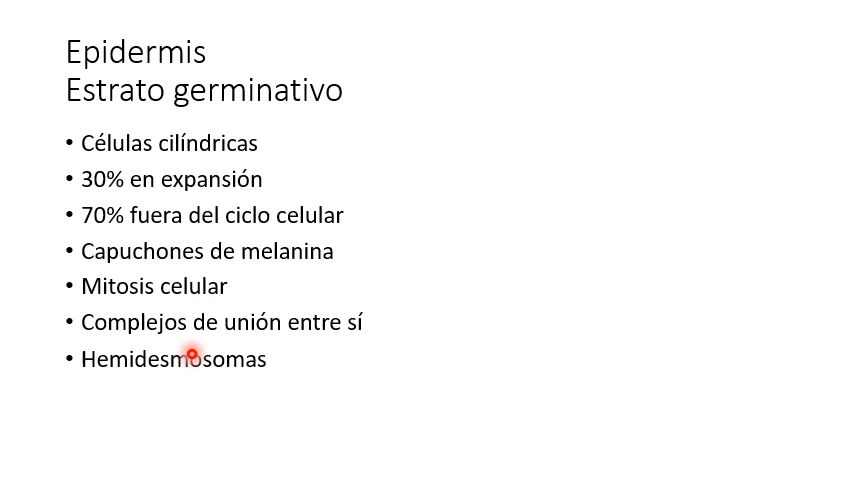 Epidermis
Estrato germinativo
• Células cilíndricas
• 30% en expansión
• 70% fuera del ciclo celular
• Capuchones de melanina
• Mitosis celular
• Complejos de unión entre sí
• Hemidesmosomas